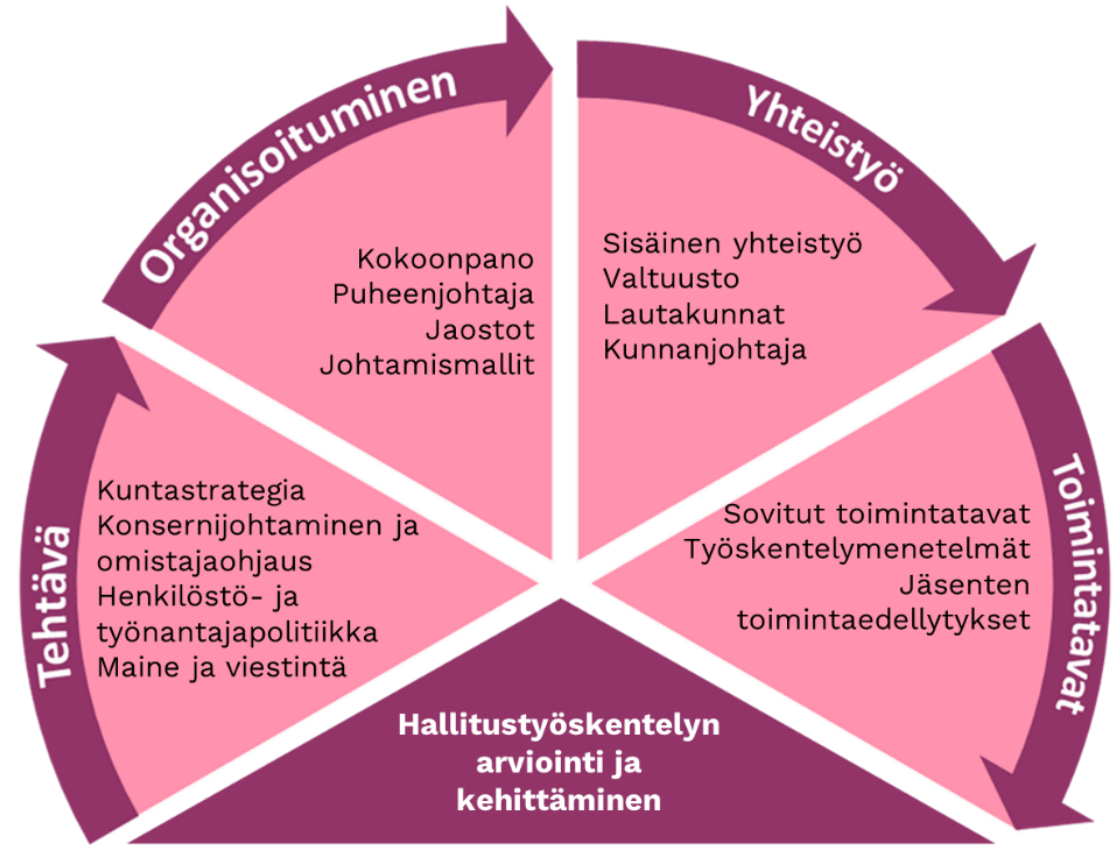 Organisoituminen
Kokoonpano
Puheenjohtaja
Jaostot
Johtamismallit
Yhteistyö
Sisäinen yhteistyö
Valtuusto
Lautakunnat
Kunnanjohtaja
Tehtävä
Kuntastrategia
Konsernijohtaminen ja
omistajaohjaus
Henkilöstö- ja
työnantajapolitiikka
Maine ja viestintä
Toimintatavat
Sovitut toimintatavat
Työskentelymenetelmät
Jäsenten
toimintaedellytykset
Hallitustyöskentelyn
arviointi ja
kehittäminen